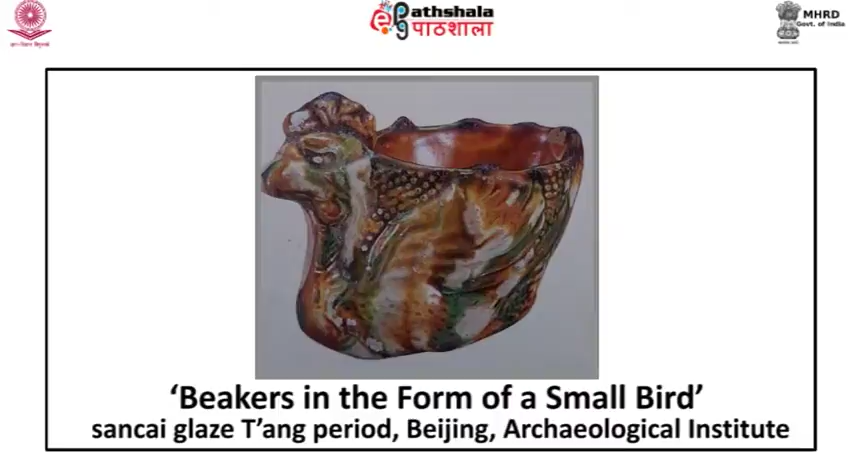 ePathshala
पाठशाला
MHRD
Govt. of India
‘Beakers in the Form of a Small Bird’
sancai glaze T’ang period, Beijing, Archaeological Institute